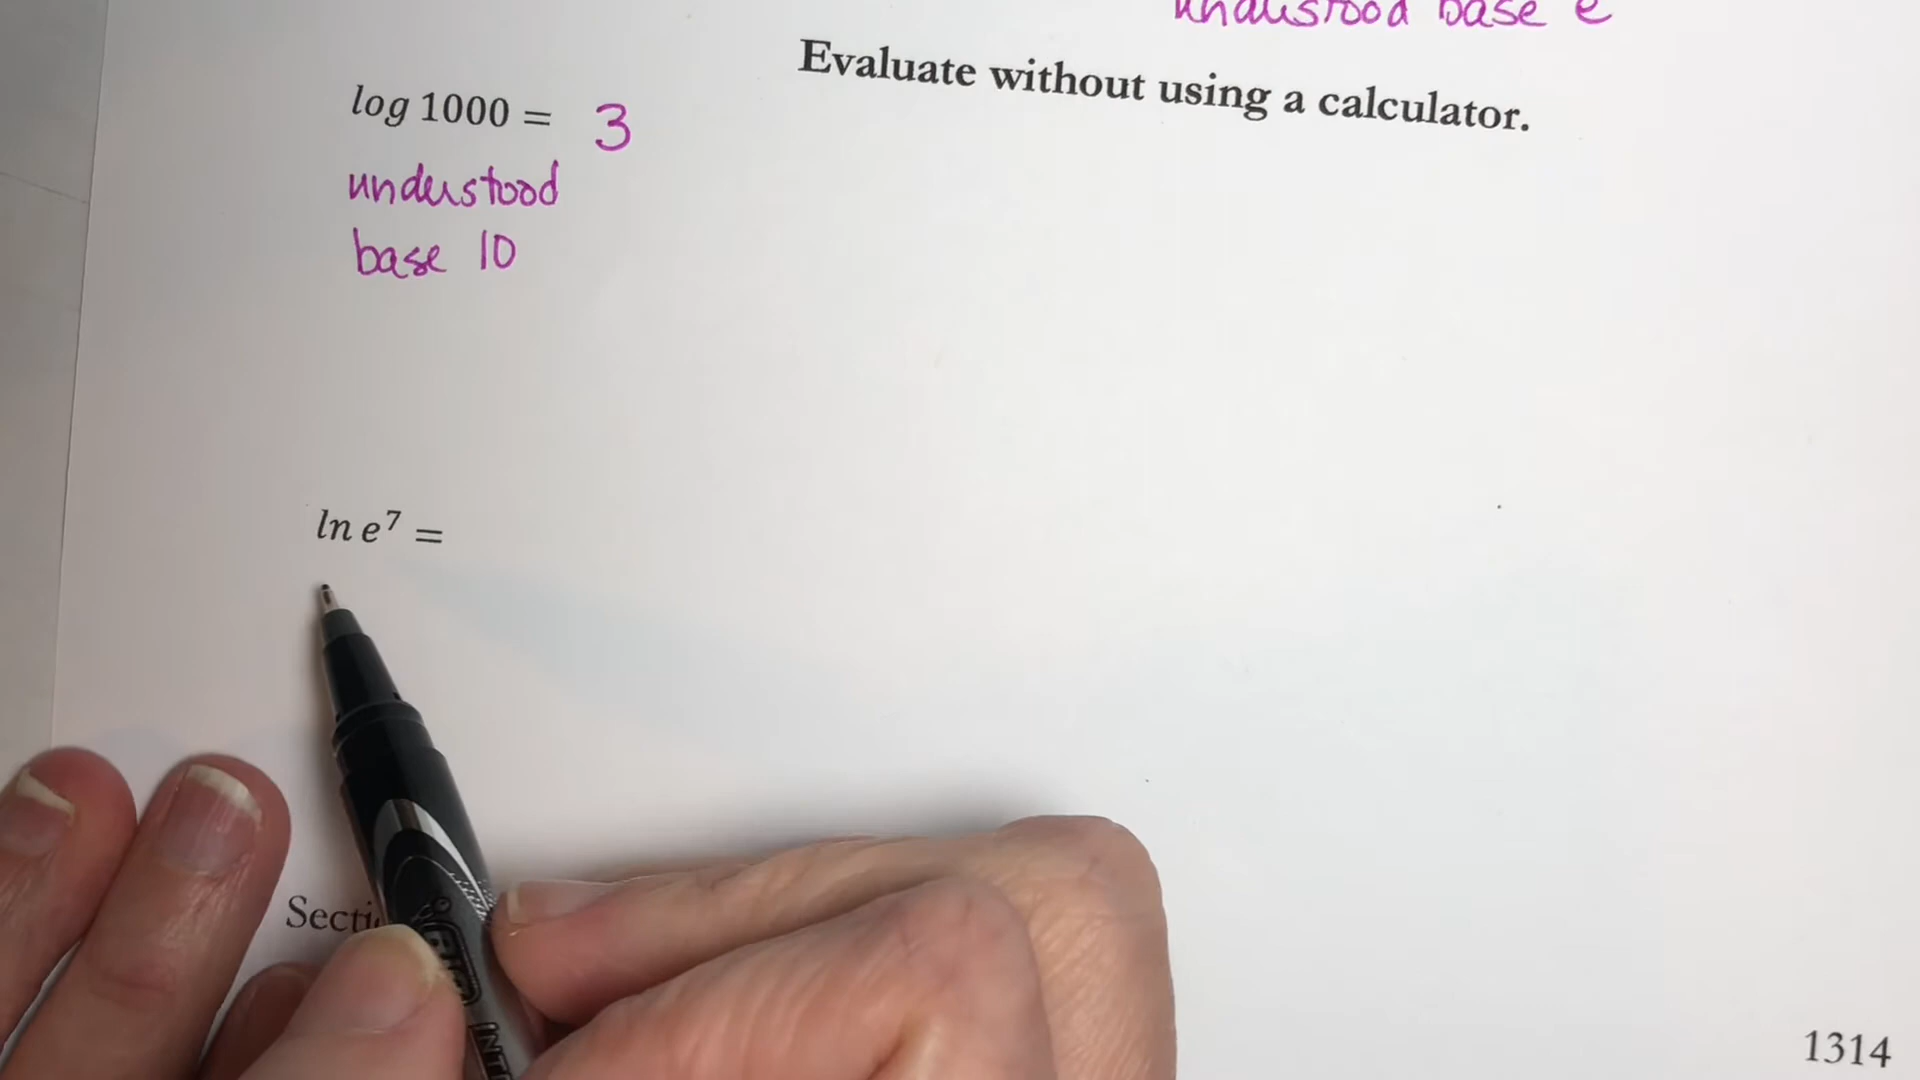 understood base e
Evaluate without using a calculator.
log 1000 = 3
understood
base 10
ln e⁷ =
1314